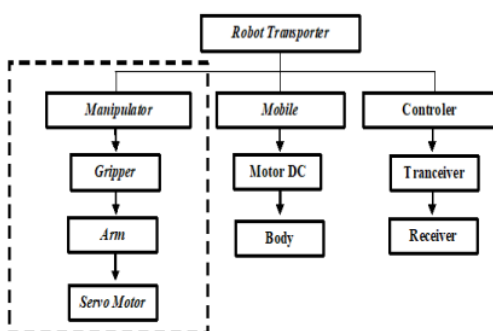 Robot Transporter
Manipulator
Mobile
Controler
Gripper
Motor DC
Tranceiver
Arm
Body
Receiver
Servo Motor